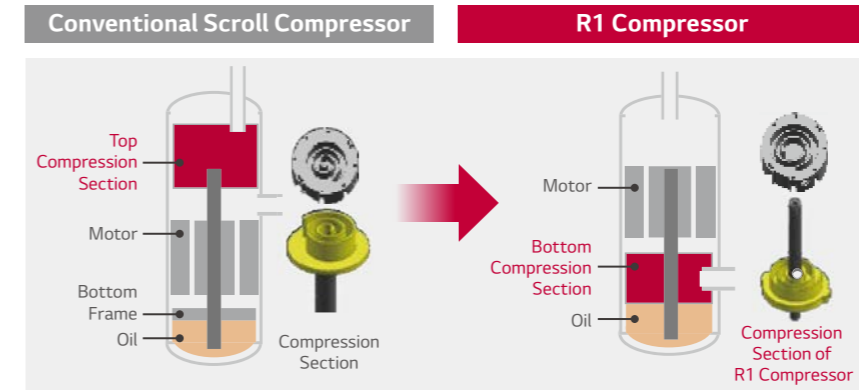 Conventional Scroll Compressor
R1 Compressor
Top
Compression
Section
Motor
Bottom
Frame
Oil
Compression
Section
Motor
Bottom
Compression
Section
Oil
Compression
Section of
R1 Compressor